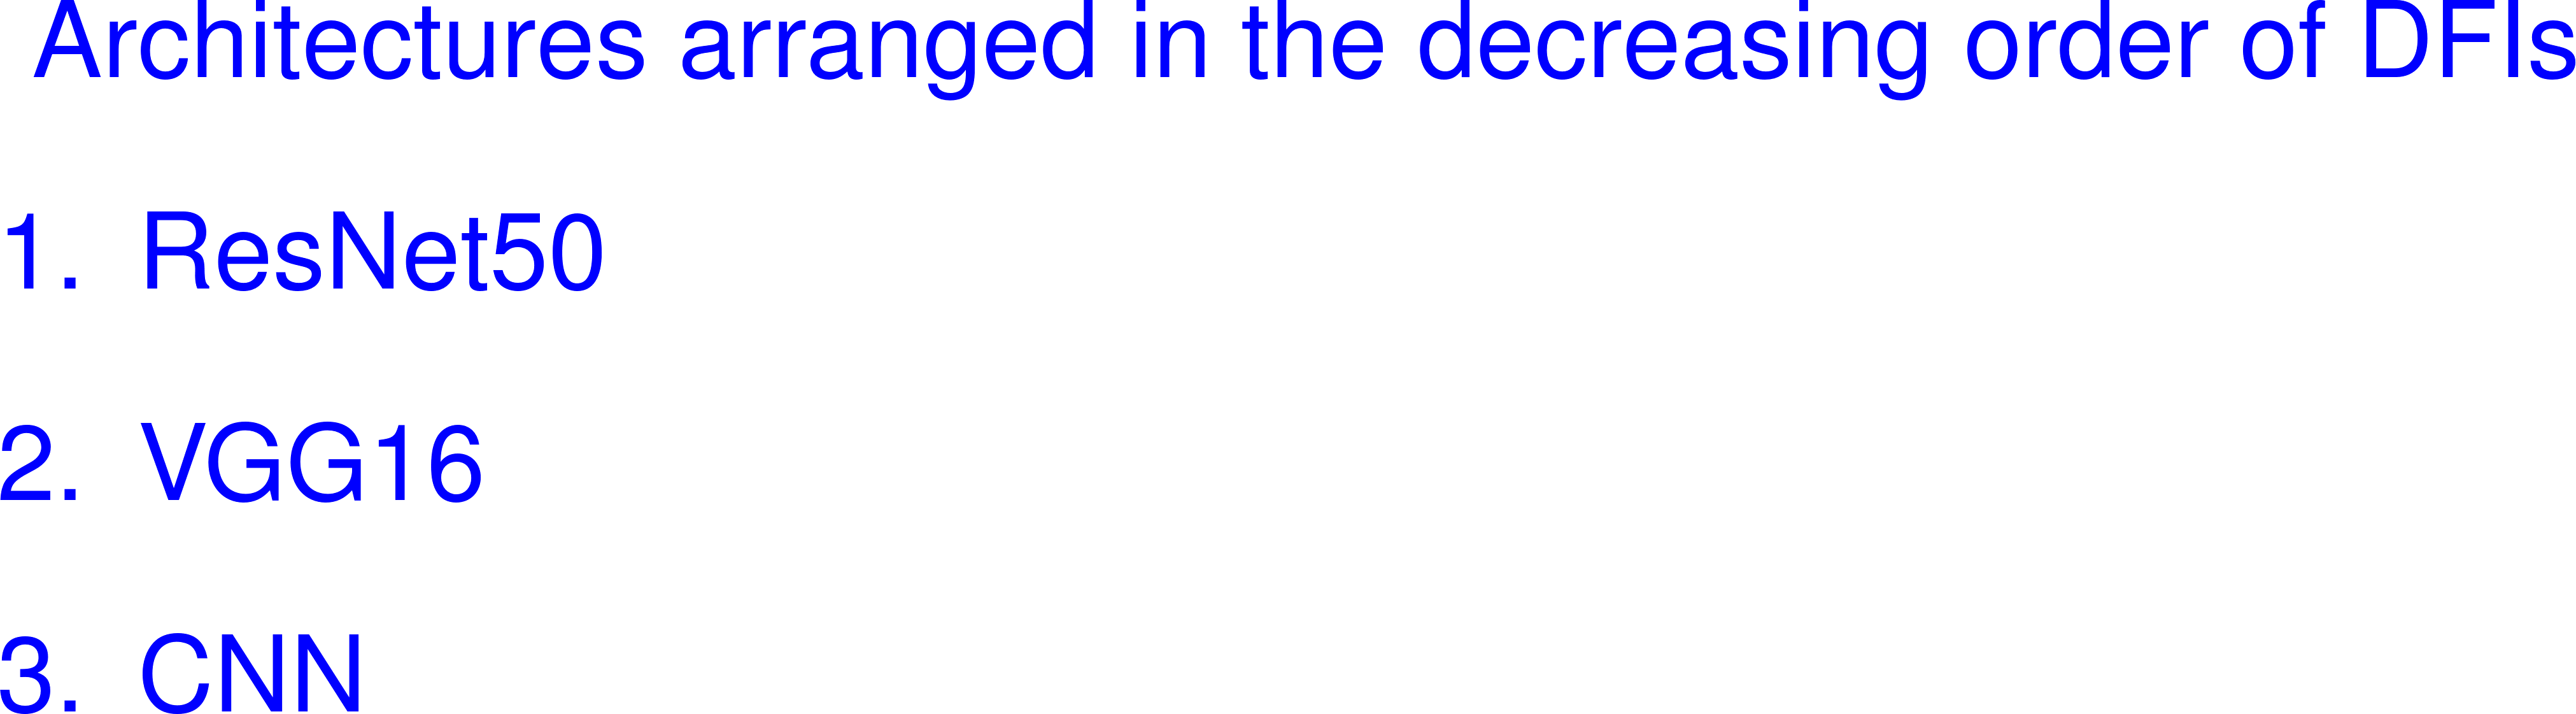 Architectures arranged in the decreasing order of DFIs
1. ResNet50
2. VGG16
3. CNN